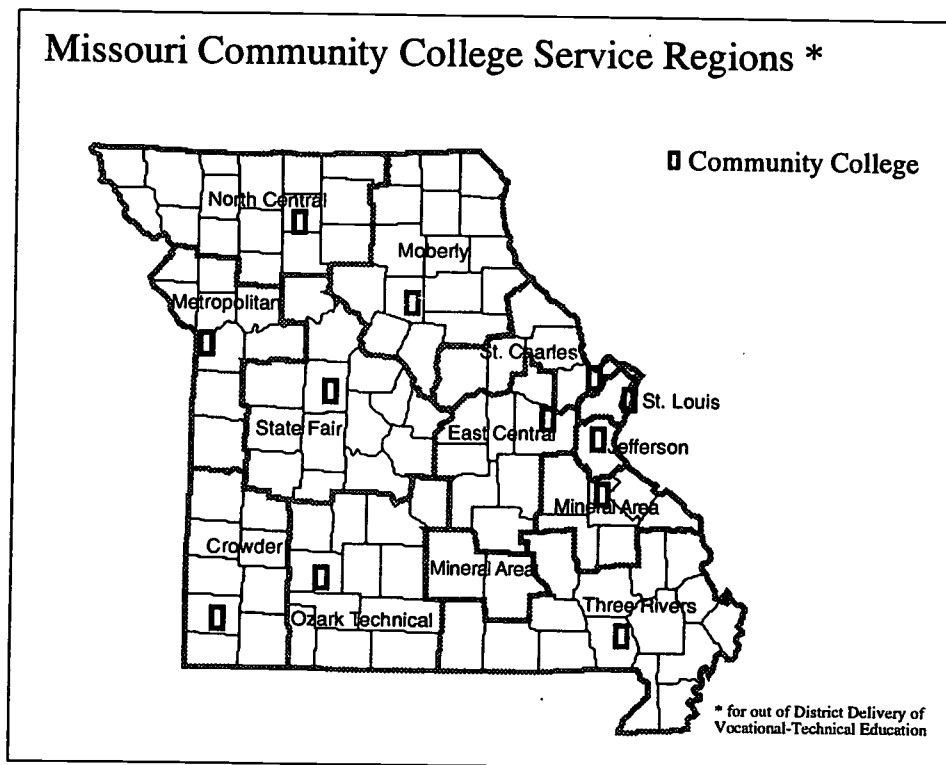 Missouri Community College Service Regions *
Community College
North Central
Moberly
Metropolitan
St. Charles
St. Louis
State Fair
East Central
Jefferson
Mineral Area
Crowder
Mineral Area
Three Rivers
Ozark Technical
* for out of District Delivery of
Vocational-Technical Education